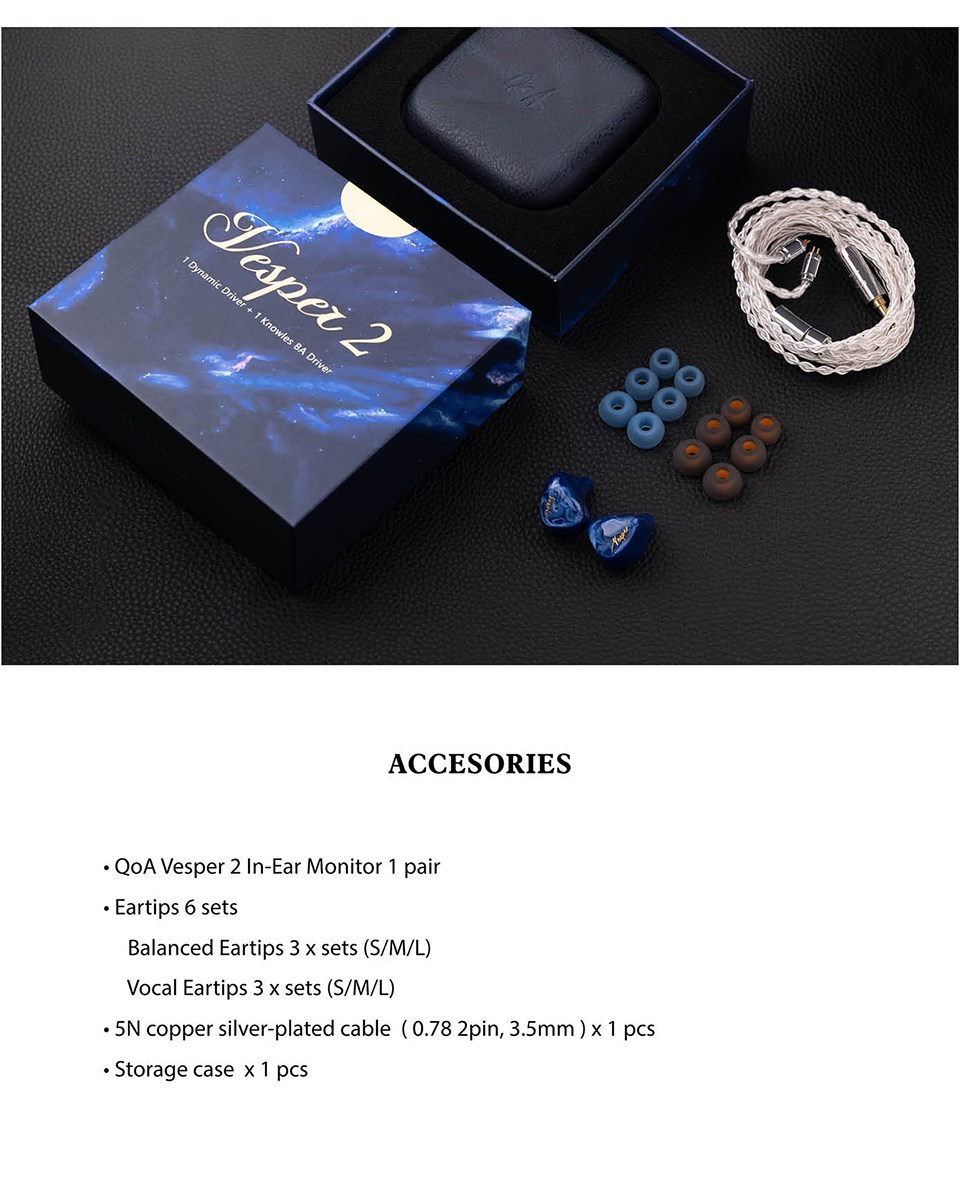 Vesper 2
1 Dynamic Driver + 1 Knowles BA Driver
Vesper
ACCESORIES
• QoA Vesper 2 In-Ear Monitor 1 pair
• Eartips 6 sets
Balanced Eartips 3 x sets (S/M/L)
Vocal Eartips 3 x sets (S/M/L)
• 5N copper silver-plated cable ( 0.78 2pin, 3.5mm ) x 1 pcs
• Storage case x 1 pcs